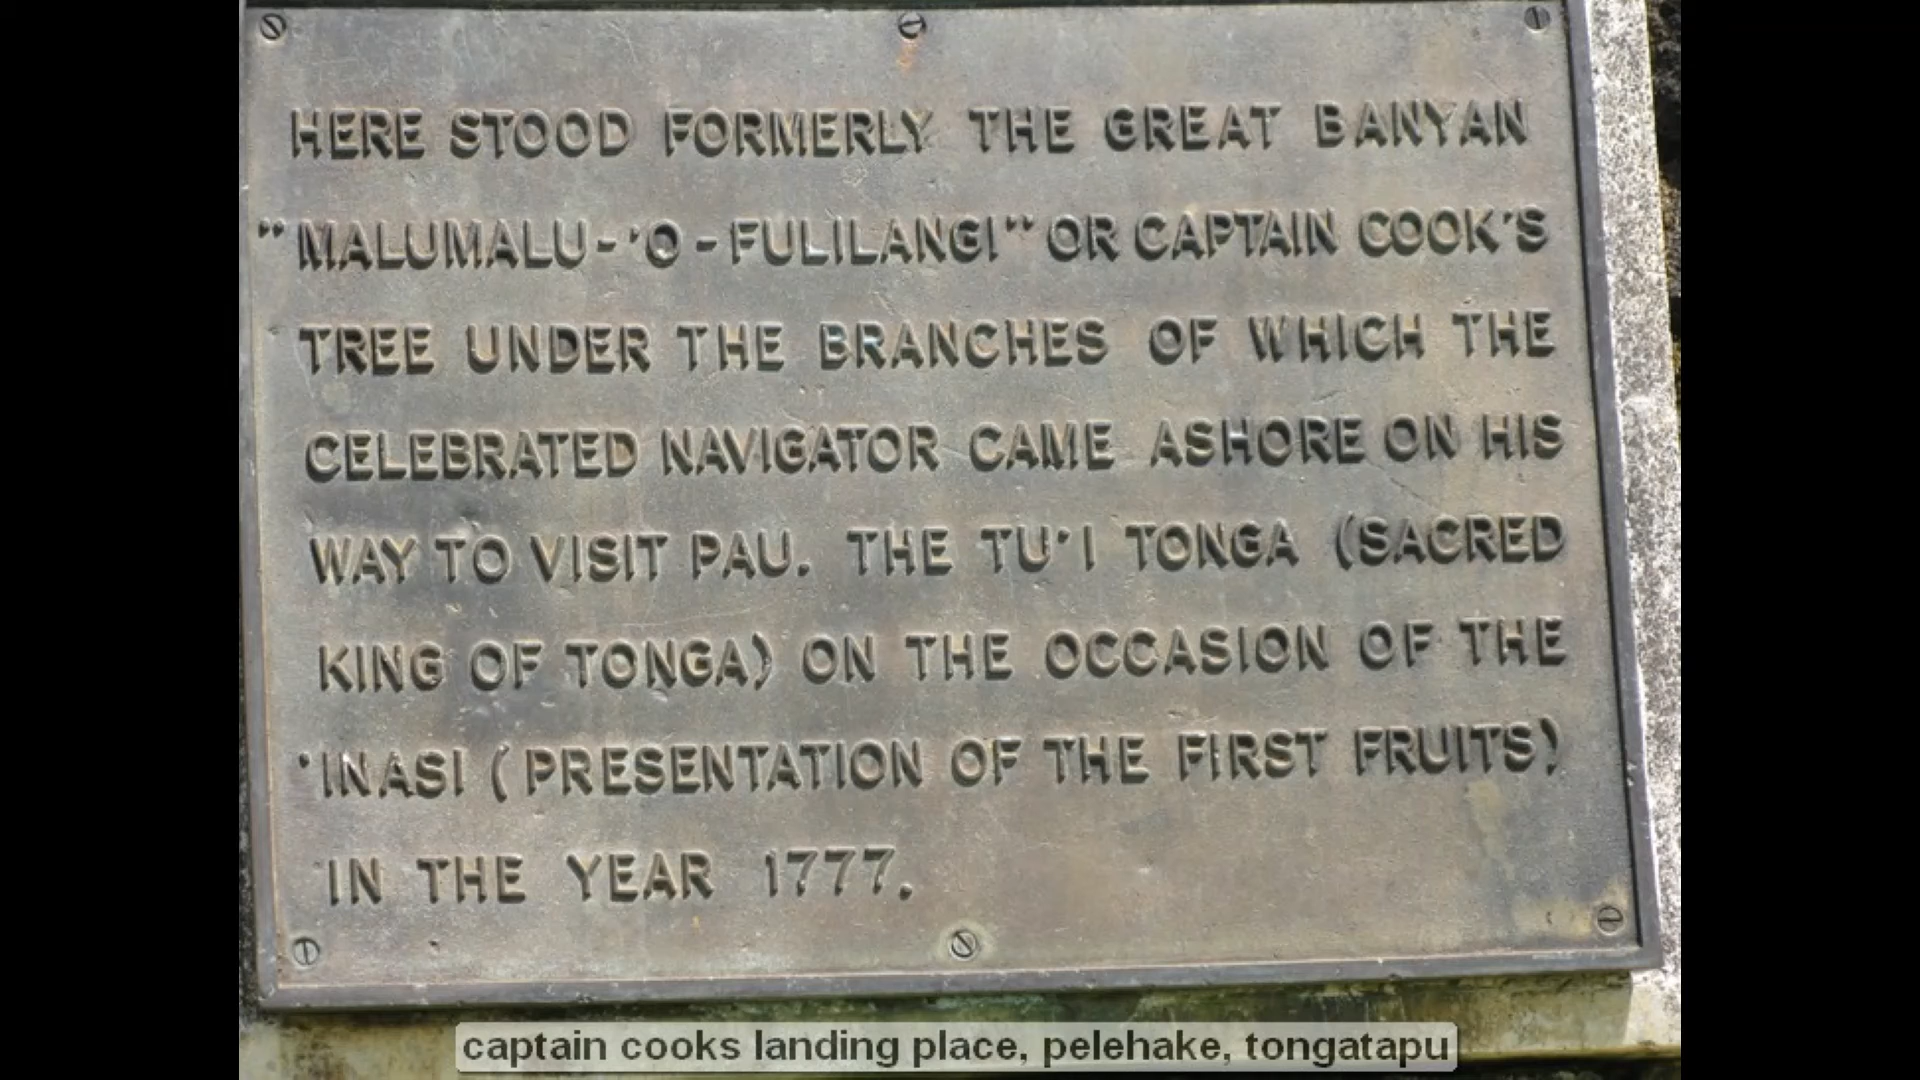 HERE STOOD FORMERLY THE GREAT BANYAN
"MALUMALU-'O-FULILANGI" OR CAPTAIN COOK'S
TREE UNDER THE BRANCHES OF WHICH THE
CELEBRATED NAVIGATOR CAME ASHORE ON HIS
WAY TO VISIT PAU. THE TU'I TONGA (SACRED
KING OF TONGA) ON THE OCCASION OF THE
'INASI (PRESENTATION OF THE FIRST FRUITS)
IN THE YEAR 1777.
captain cooks landing place, pelehake, tongatapu